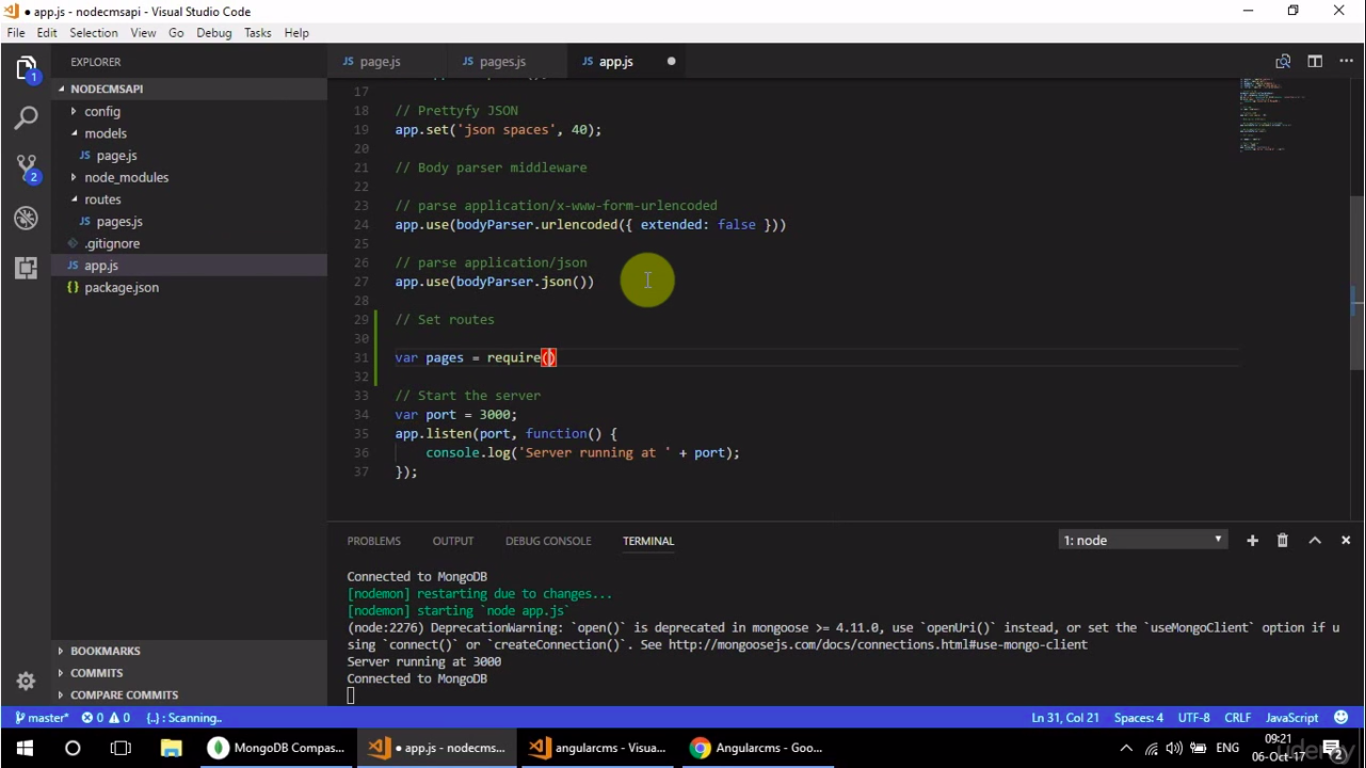 ● app.js - nodecmsapi - Visual Studio Code
File Edit Selection View Go Debug Tasks Help
EXPLORER
NODECMSAPI
config
models
JS page.js
node_modules
routes
JS pages.js
.gitignore
JS app.js
{} package.json
BOOKMARKS
COMMITS
COMPARE COMMITS
1
2
JS page.js JS pages.js JS app.js ●
17
18 // Prettyfy JSON
19 app.set('json spaces', 40);
20
21 // Body parser middleware
22
23 // parse application/x-www-form-urlencoded
24 app.use(bodyParser.urlencoded({ extended: false }))
25
26 // parse application/json
27 app.use(bodyParser.json())
28
29 // Set routes
30
31 var pages = require()
32
33 // Start the server
34 var port = 3000;
35 app.listen(port, function() {
36 console.log('Server running at ' + port);
37 });
PROBLEMS OUTPUT DEBUG CONSOLE TERMINAL 1: node
Connected to MongoDB
[nodemon] restarting due to changes...
[nodemon] starting `node app.js`
(node:2276) DeprecationWarning: `open()` is deprecated in mongoose >= 4.11.0, use `openUri()` instead, or set the `useMongoClient` option if u
sing `connect()` or `createConnection()`. See http://mongoosejs.com/docs/connections.html#use-mongo-client
Server running at 3000
Connected to MongoDB
master* 0 0 {..} : Scanning.. Ln 31, Col 21 Spaces: 4 UTF-8 CRLF JavaScript
MongoDB Compas... ● app.js - nodecms... angularcms - Visua... Angularcms - Goo... ENG
09:21
06-Oct-17
2
udemy